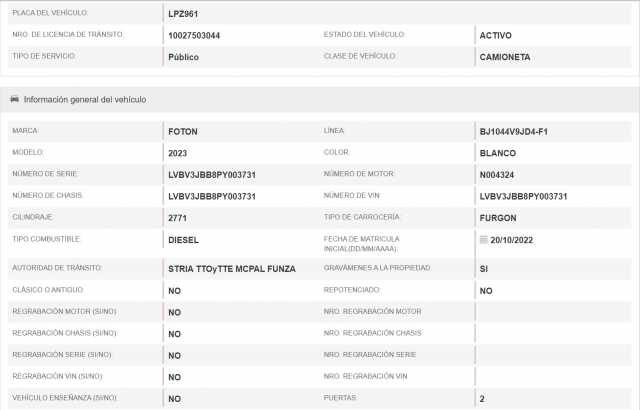 PLACA DEL VEHÍCULO: LPZ961
NRO. DE LICENCIA DE TRÁNSITO: 10027503044 ESTADO DEL VEHÍCULO: ACTIVO
TIPO DE SERVICIO: Público CLASE DE VEHÍCULO: CAMIONETA
Información general del vehículo
MARCA: FOTON LÍNEA: BJ1044V9JD4-F1
MODELO: 2023 COLOR: BLANCO
NÚMERO DE SERIE: LVBV3JBB8PY003731 NÚMERO DE MOTOR: N004324
NÚMERO DE CHASIS: LVBV3JBB8PY003731 NÚMERO DE VIN: LVBV3JBB8PY003731
CILINDRAJE: 2771 TIPO DE CARROCERÍA: FURGON
TIPO COMBUSTIBLE: DIESEL FECHA DE MATRICULA INICIAL(DD/MM/AAAA): 20/10/2022
AUTORIDAD DE TRÁNSITO: STRIA TTOyTTE MCPAL FUNZA GRAVÁMENES A LA PROPIEDAD: SI
CLÁSICO O ANTIGUO: NO REPOTENCIADO: NO
REGRABACIÓN MOTOR (SI/NO): NO NRO. REGRABACIÓN MOTOR
REGRABACIÓN CHASIS (SI/NO): NO NRO. REGRABACIÓN CHASIS
REGRABACIÓN SERIE (SI/NO): NO NRO. REGRABACIÓN SERIE
REGRABACIÓN VIN (SI/NO): NO NRO. REGRABACIÓN VIN
VEHÍCULO ENSEÑANZA (SI/NO): NO PUERTAS: 2